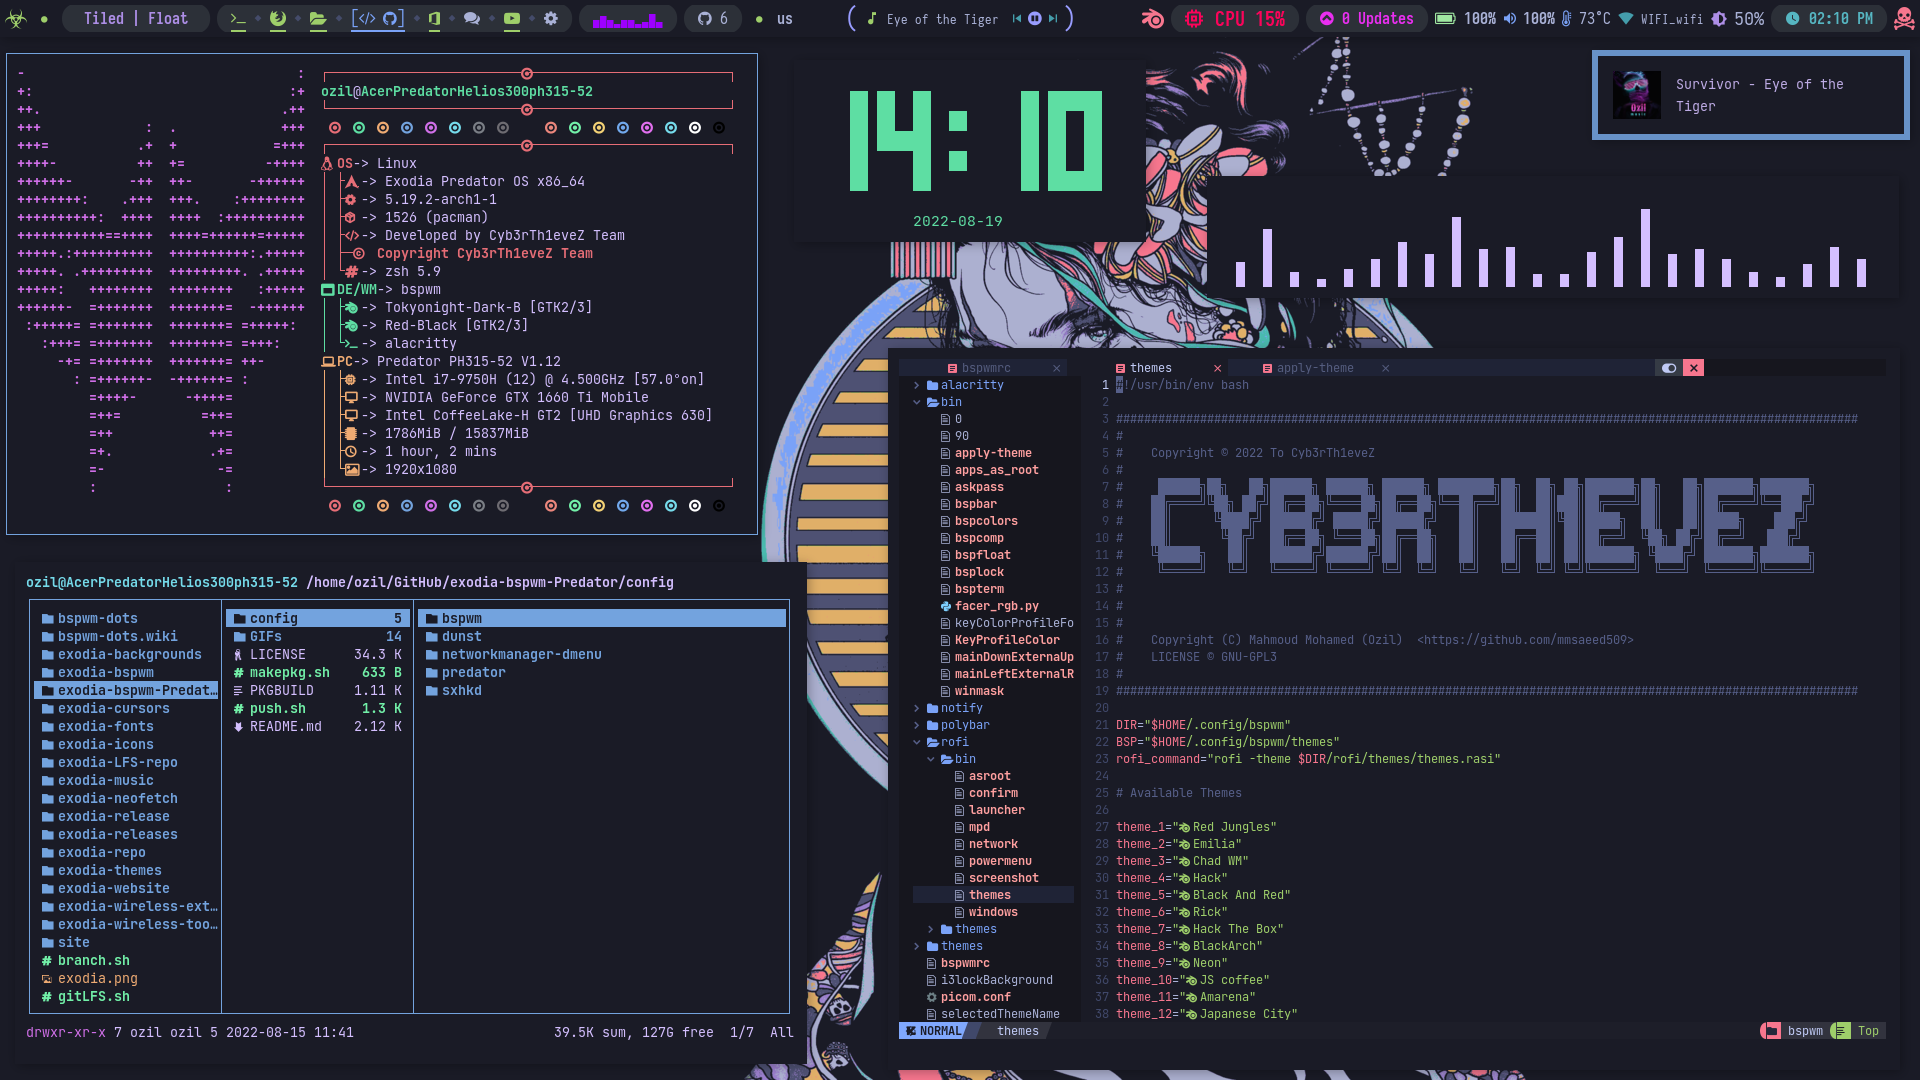 Tiled | Float
6
us
Eye of the Tiger
CPU 15%
0 Updates
100%
100%
73°C
WIFI_wifi
50%
02:10 PM
ozil@AcerPredatorHelios300ph315-52
OS-> Linux
-> Exodia Predator OS x86_64
-> 5.19.2-arch1-1
-> 1526 (pacman)
-> Developed by Cyb3rTh1eveZ Team
Copyright Cyb3rTh1eveZ Team
-> zsh 5.9
DE/WM-> bspwm
-> Tokyonight-Dark-B [GTK2/3]
-> Red-Black [GTK2/3]
-> alacritty
PC-> Predator PH315-52 V1.12
-> Intel i7-9750H (12) @ 4.500GHz [57.0°on]
-> NVIDIA GeForce GTX 1660 Ti Mobile
-> Intel CoffeeLake-H GT2 [UHD Graphics 630]
-> 1786MiB / 15837MiB
-> 1 hour, 2 mins
-> 1920x1080
14:10
2022-08-19
Survivor - Eye of the
Tiger
ozil@AcerPredatorHelios300ph315-52 /home/ozil/GitHub/exodia-bspwm-Predator/config
bspwm-dots
bspwm-dots.wiki
exodia-backgrounds
exodia-bspwm
exodia-bspwm-Predat…
exodia-cursors
exodia-fonts
exodia-icons
exodia-LFS-repo
exodia-music
exodia-neofetch
exodia-release
exodia-releases
exodia-repo
exodia-themes
exodia-website
exodia-wireless-ext…
exodia-wireless-too…
site
branch.sh
exodia.png
gitLFS.sh
config 5
GIFs 14
LICENSE 34.3 K
makepkg.sh 633 B
PKGBUILD 1.11 K
push.sh 1.3 K
README.md 2.12 K
bspwm
dunst
networkmanager-dmenu
predator
sxhkd
drwxr-xr-x 7 ozil ozil 5 2022-08-15 11:41
39.5K sum, 127G free 1/7 All
bspwmrc
themes
apply-theme
alacritty
bin
0
90
apply-theme
apps_as_root
askpass
bspbar
bspcolors
bspcomp
bspfloat
bsplock
bspterm
facer_rgb.py
keyColorProfileFo
KeyProfileColor
mainDownExternaUp
mainLeftExternalR
winmask
notify
polybar
rofi
bin
asroot
confirm
launcher
mpd
network
powermenu
screenshot
themes
windows
themes
themes
bspwmrc
i3lockBackground
picom.conf
selectedThemeName
1 #!/usr/bin/env bash
2
3 ##########################################################################################################
4 #
5 # Copyright © 2022 To Cyb3rTh1eveZ
6 #
7 #
8 #
9 # CYB3RTH1EVEZ
10 #
11 #
12 #
13 #
14 #
15 #
16 # Copyright (C) Mahmoud Mohamed (Ozil) <https://github.com/mmsaeed509>
17 # LICENSE © GNU-GPL3
18 #
19 ##########################################################################################################
20
21 DIR="$HOME/.config/bspwm"
22 BSP="$HOME/.config/bspwm/themes"
23 rofi_command="rofi -theme $DIR/rofi/themes/themes.rasi"
24
25 # Available Themes
26
27 theme_1="Red Jungles"
28 theme_2="Emilia"
29 theme_3="Chad WM"
30 theme_4="Hack"
31 theme_5="Black And Red"
32 theme_6="Rick"
33 theme_7="Hack The Box"
34 theme_8="BlackArch"
35 theme_9="Neon"
36 theme_10="JS coffee"
37 theme_11="Amarena"
38 theme_12="Japanese City"
NORMAL themes
bspwm Top